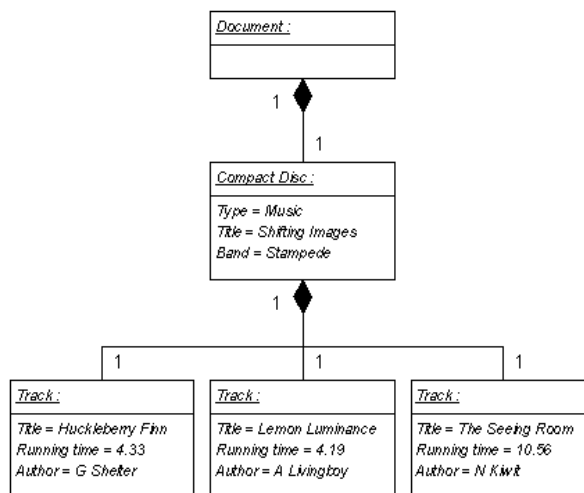 Document :
1
1
Compact Disc :
Type = Music
Title = Shifting Images
Band = Stampede
1
1
1
1
Track :
Title = Huckleberry Finn
Running time = 4.33
Author = G Shelter
Track :
Title = Lemon Luminance
Running time = 4.19
Author = A Livingboy
Track :
Title = The Seeing Room
Running time = 10.56
Author = N Kiwit